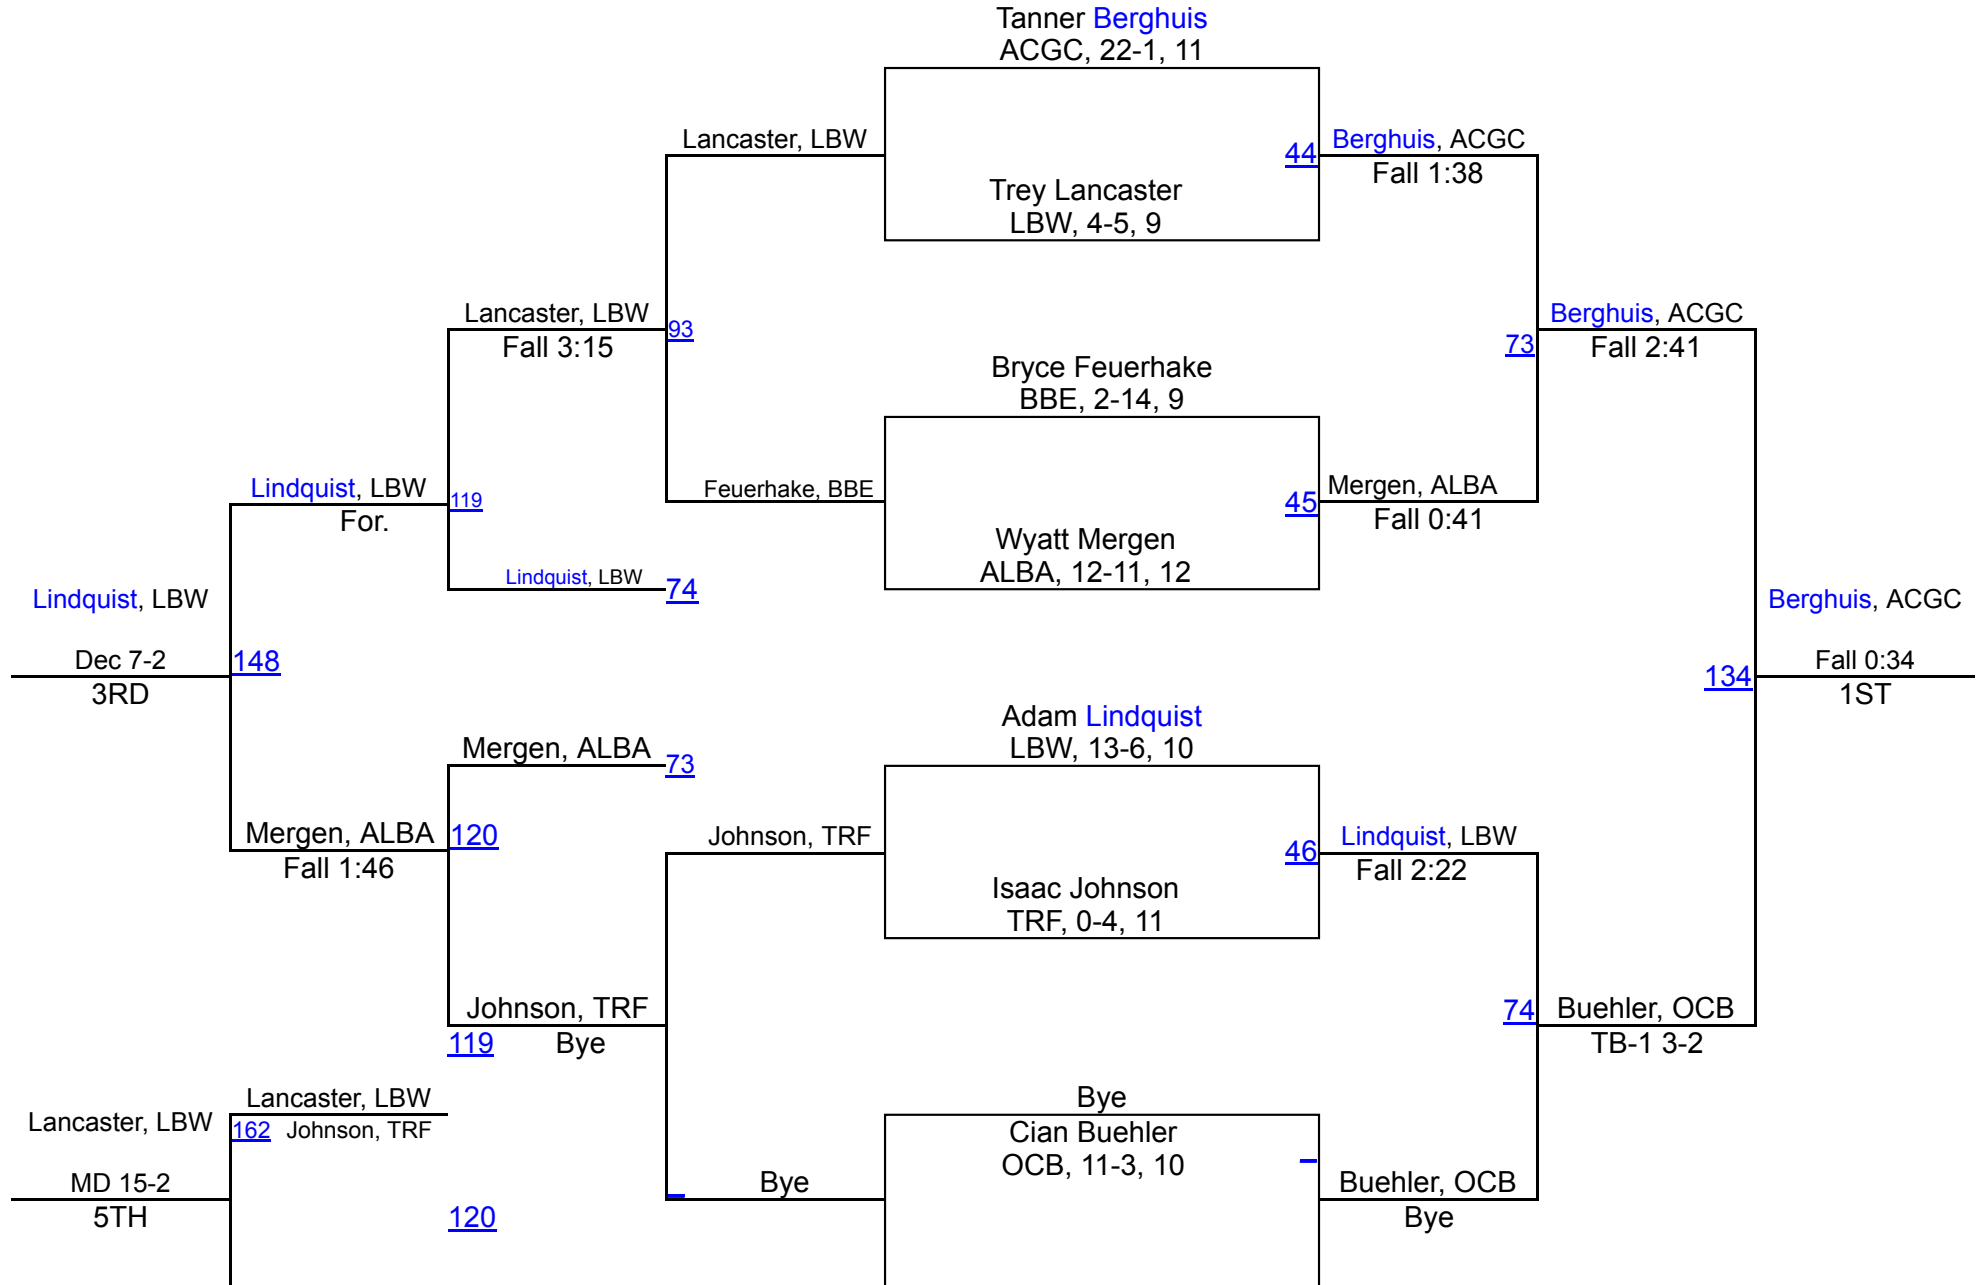 Tanner Berghuis
ACGC, 22-1, 11
Lancaster, LBW
44
Berghuis, ACGC
Fall 1:38
Trey Lancaster
LBW, 4-5, 9
Lancaster, LBW
Fall 3:15
93
73
Berghuis, ACGC
Fall 2:41
Bryce Feuerhake
BBE, 2-14, 9
Lindquist, LBW
For.
119
Feuerhake, BBE
45
Mergen, ALBA
Fall 0:41
Wyatt Mergen
ALBA, 12-11, 12
Lindquist, LBW
74
Lindquist, LBW
Dec 7-2
3RD
148
Berghuis, ACGC
134
Fall 0:34
1ST
Adam Lindquist
LBW, 13-6, 10
Mergen, ALBA
73
Mergen, ALBA
Fall 1:46
120
Johnson, TRF
46
Lindquist, LBW
Fall 2:22
Isaac Johnson
TRF, 0-4, 11
Johnson, TRF
119
Bye
74
Buehler, OCB
TB-1 3-2
Lancaster, LBW
Lancaster, LBW
162
Johnson, TRF
MD 15-2
5TH
120
Bye
Cian Buehler
OCB, 11-3, 10
Bye
Buehler, OCB
Bye